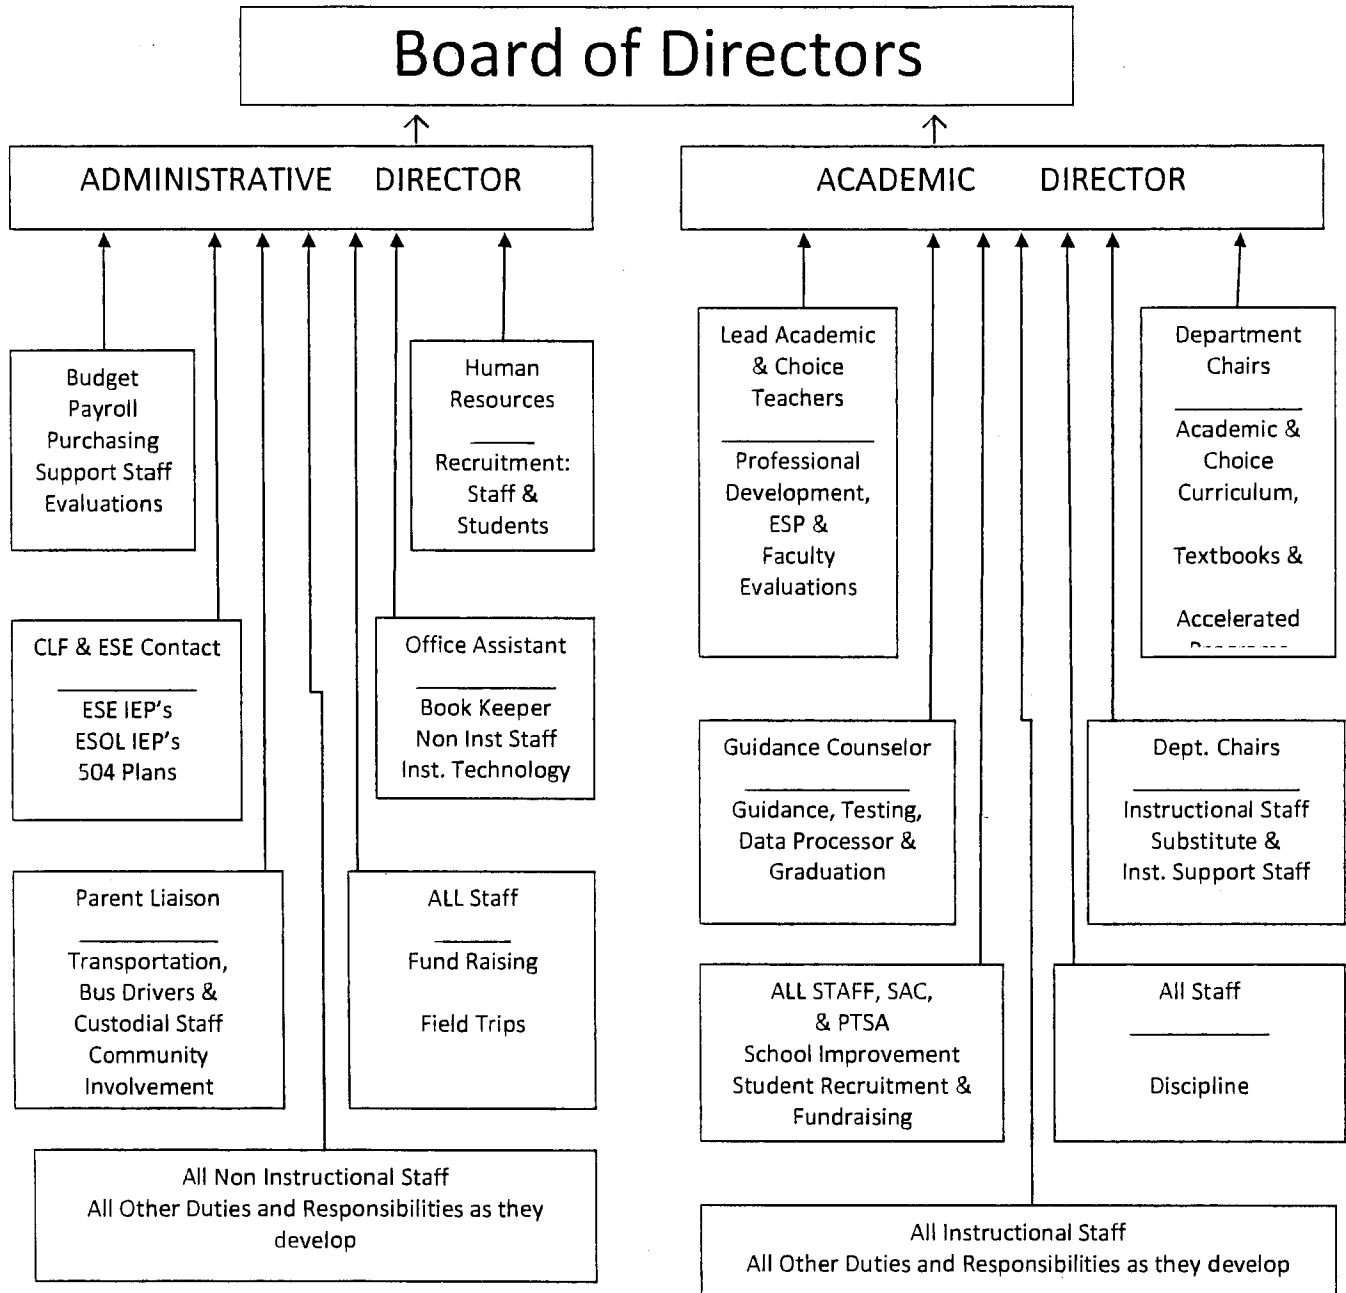 Board of Directors
ADMINISTRATIVE DIRECTOR
Budget
Payroll
Purchasing
Support Staff
Evaluations
Human
Resources
Recruitment:
Staff &
Students
CLF & ESE Contact
ESE IEP's
ESOL IEP's
504 Plans
Office Assistant
Book Keeper
Non Inst Staff
Inst. Technology
Parent Liaison
Transportation,
Bus Drivers &
Custodial Staff
Community
Involvement
ALL Staff
Fund Raising
Field Trips
All Non Instructional Staff
All Other Duties and Responsibilities as they
develop
ACADEMIC DIRECTOR
Lead Academic
& Choice
Teachers
Professional
Development,
ESP &
Faculty
Evaluations
Department
Chairs
Academic &
Choice
Curriculum,
Textbooks &
Accelerated
Guidance Counselor
Guidance, Testing,
Data Processor &
Graduation
Dept. Chairs
Instructional Staff
Substitute &
Inst. Support Staff
ALL STAFF, SAC,
& PTSA
School Improvement
Student Recruitment &
Fundraising
All Staff
Discipline
All Instructional Staff
All Other Duties and Responsibilities as they develop